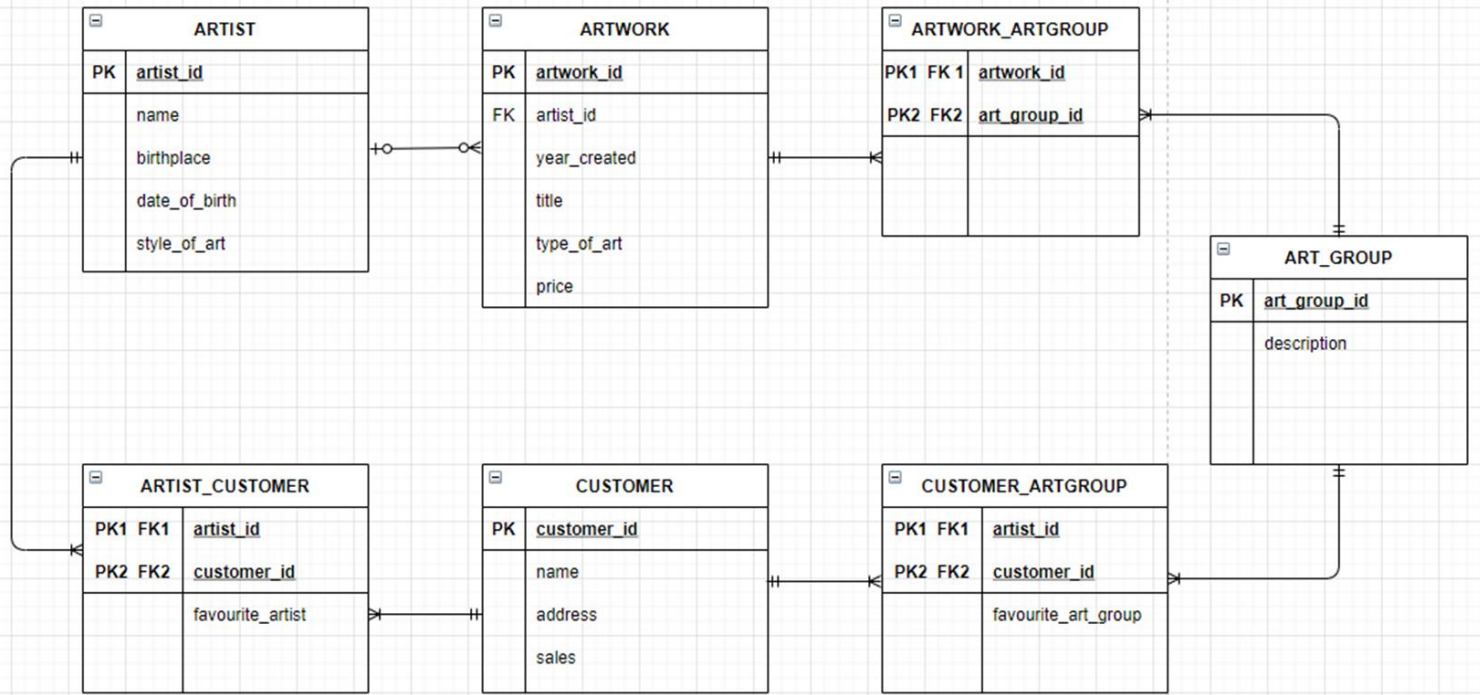 ARTIST
PK artist_id
name
birthplace
date_of_birth
style_of_art
ARTWORK
PK artwork_id
FK artist_id
year_created
title
type_of_art
price
ARTWORK_ARTGROUP
PK1 FK 1 artwork_id
PK2 FK2 art_group_id
ART_GROUP
PK art_group_id
description
ARTIST_CUSTOMER
PK1 FK1 artist_id
PK2 FK2 customer_id
favourite_artist
CUSTOMER
PK customer_id
name
address
sales
CUSTOMER_ARTGROUP
PK1 FK1 artist_id
PK2 FK2 customer_id
favourite_art_group